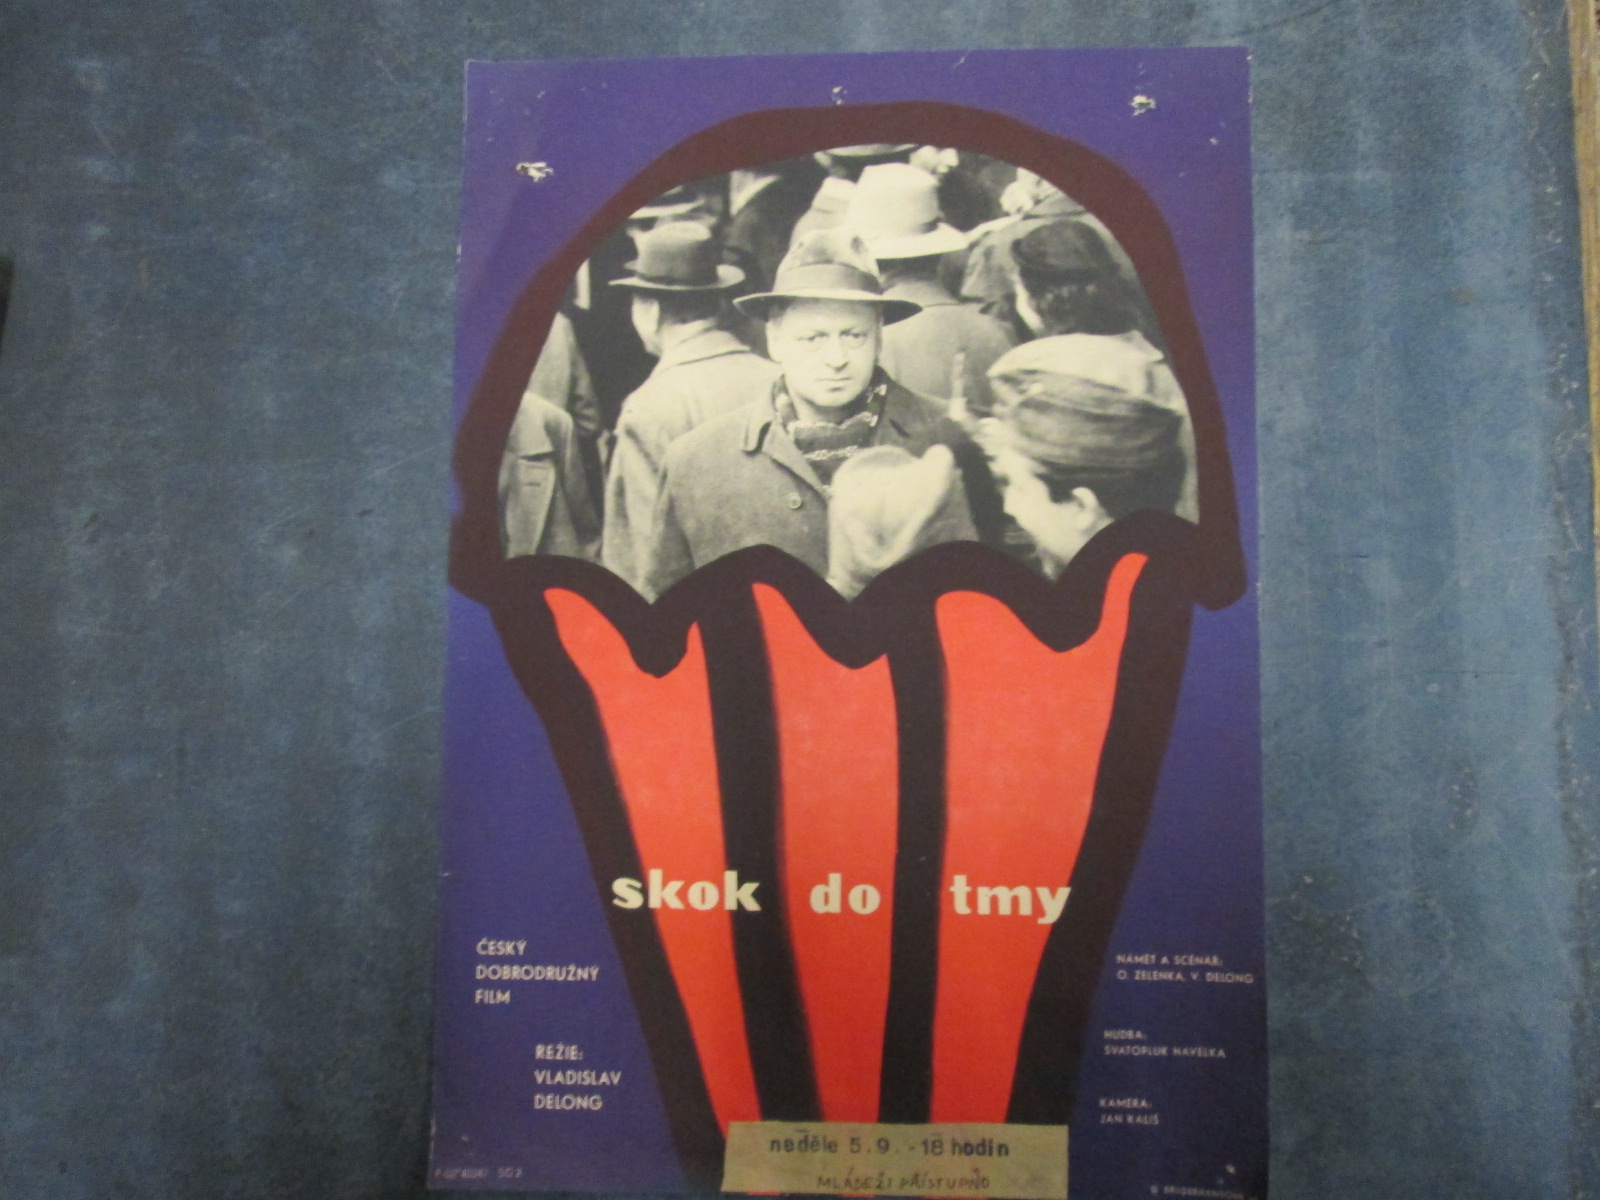 skok do tmy
ČESKÝ
DOBRODRUŽNÝ
FILM
REŽIE:
VLADISLAV
DELONG
NÁMĚT A SCÉNÁŘ:
O. ZELENKA, V. DELONG
HUDBA:
SVATOPLUK HAVELKA
KAMERA:
JAN KALIŠ
neděle 5.9. -18 hodin
MLÁDEŽI PŘÍSTUPNO